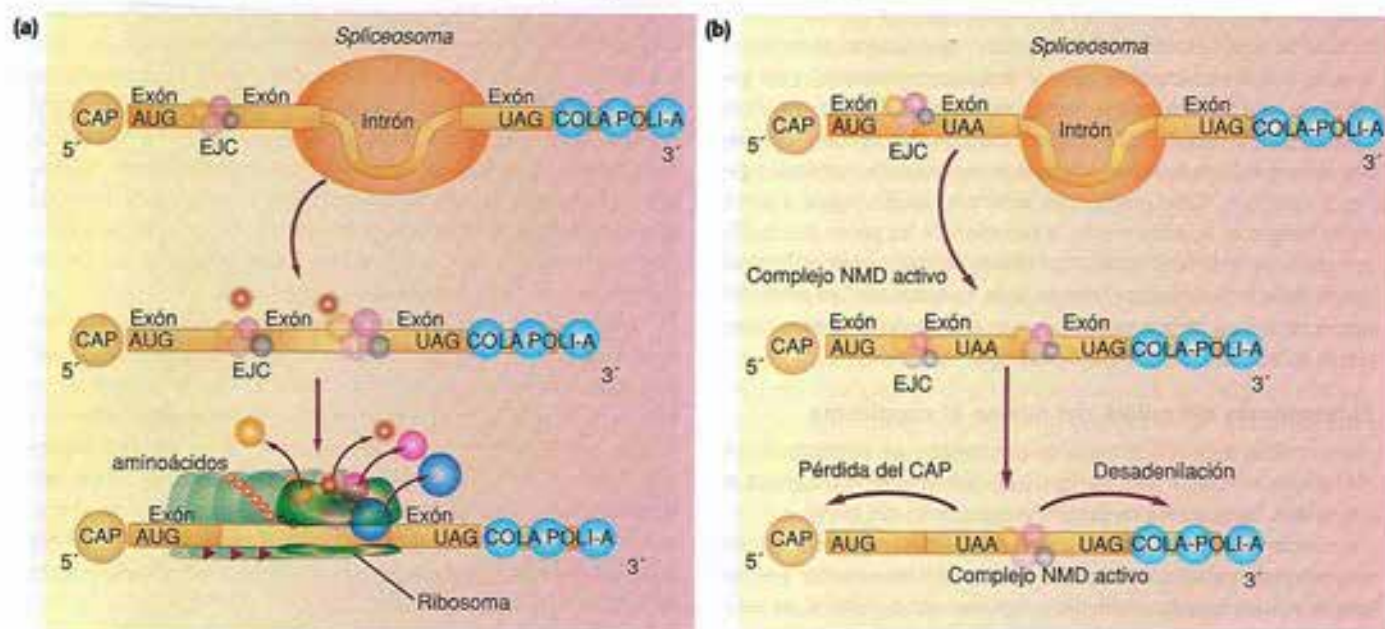 (a)
Spliceosoma
Exón Exón Exón
CAP AUG Intrón UAG COLA POLI-A
5´ EJC 3´
Exón Exón Exón
CAP AUG UAG COLA POLI-A
5´ EJC 3´
aminoácidos
Exón Exón
CAP AUG UAG COLA POLI-A
5´ 3´
Ribosoma
(b)
Spliceosoma
Exón Exón Exón
CAP AUG UAA Intrón UAG COLA-POLI-A
5´ EJC 3´
Complejo NMD activo
Exón Exón Exón
CAP AUG UAA UAG COLA-POLI-A
5´ EJC 3´
Pérdida del CAP Desadenilación
CAP AUG UAA UAG COLA-POLI-A
5´ Complejo NMD activo 3´